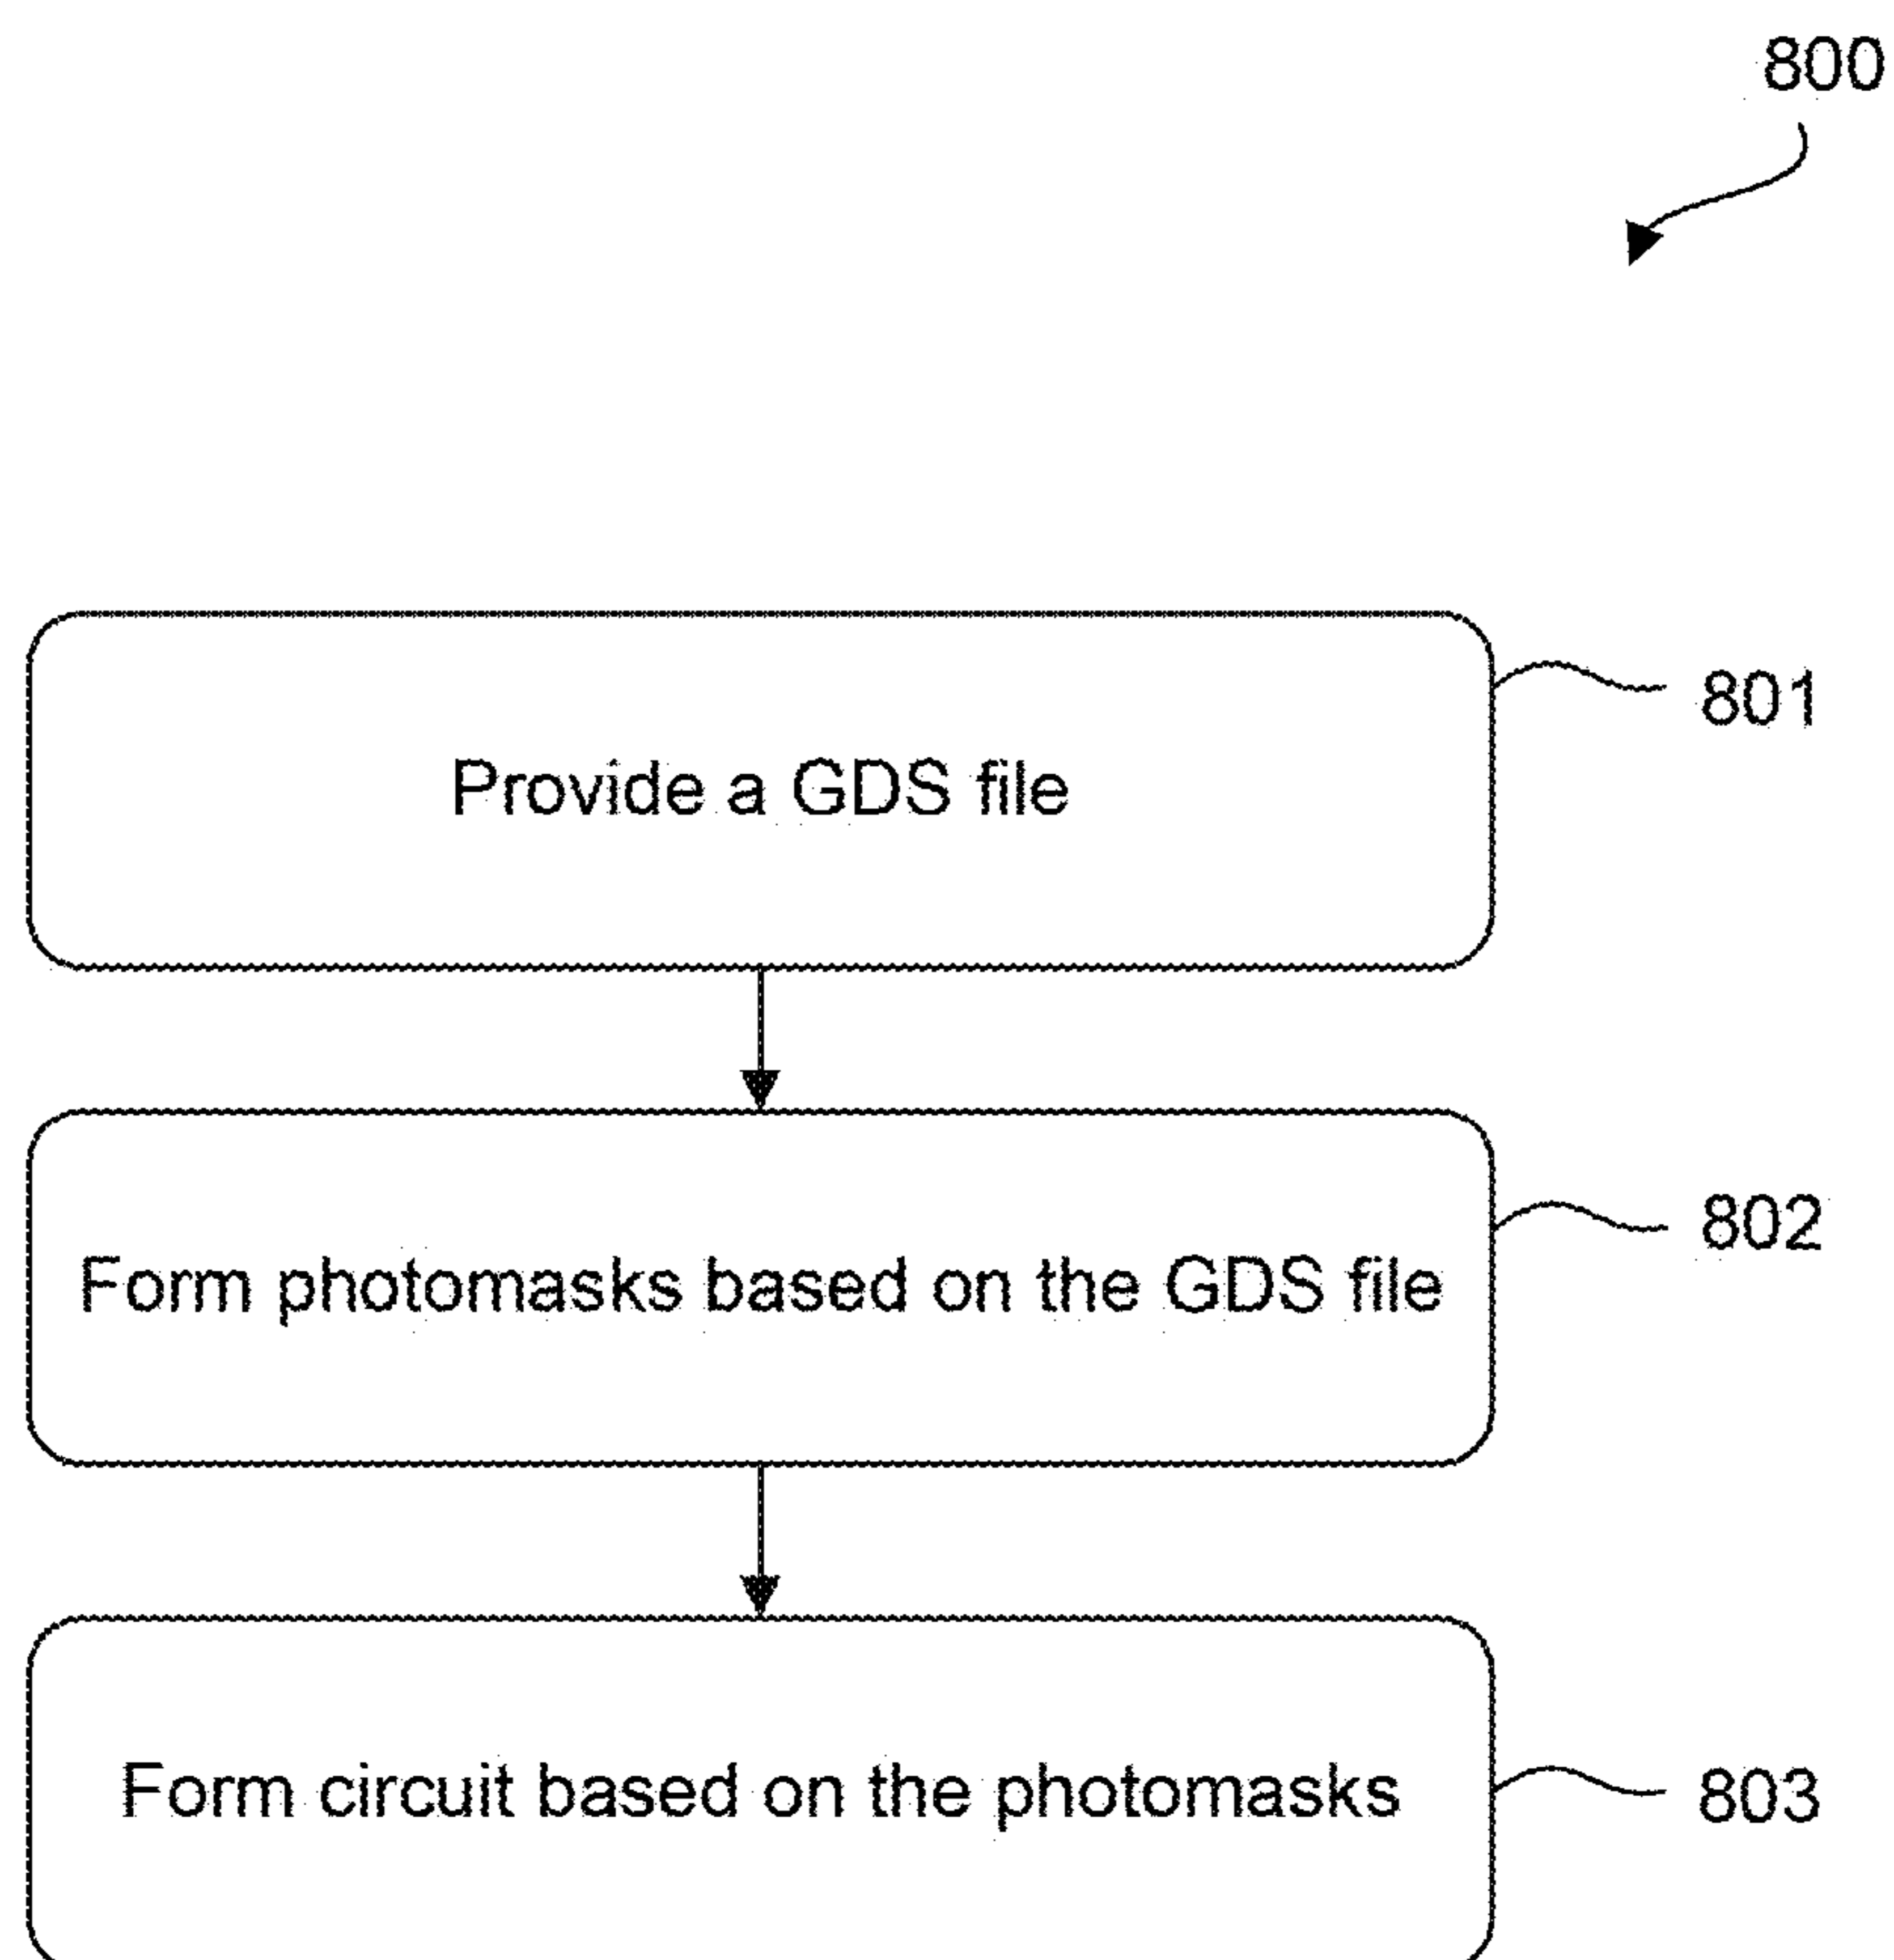 800
Provide a GDS file
801
Form photomasks based on the GDS file
802
Form circuit based on the photomasks
803